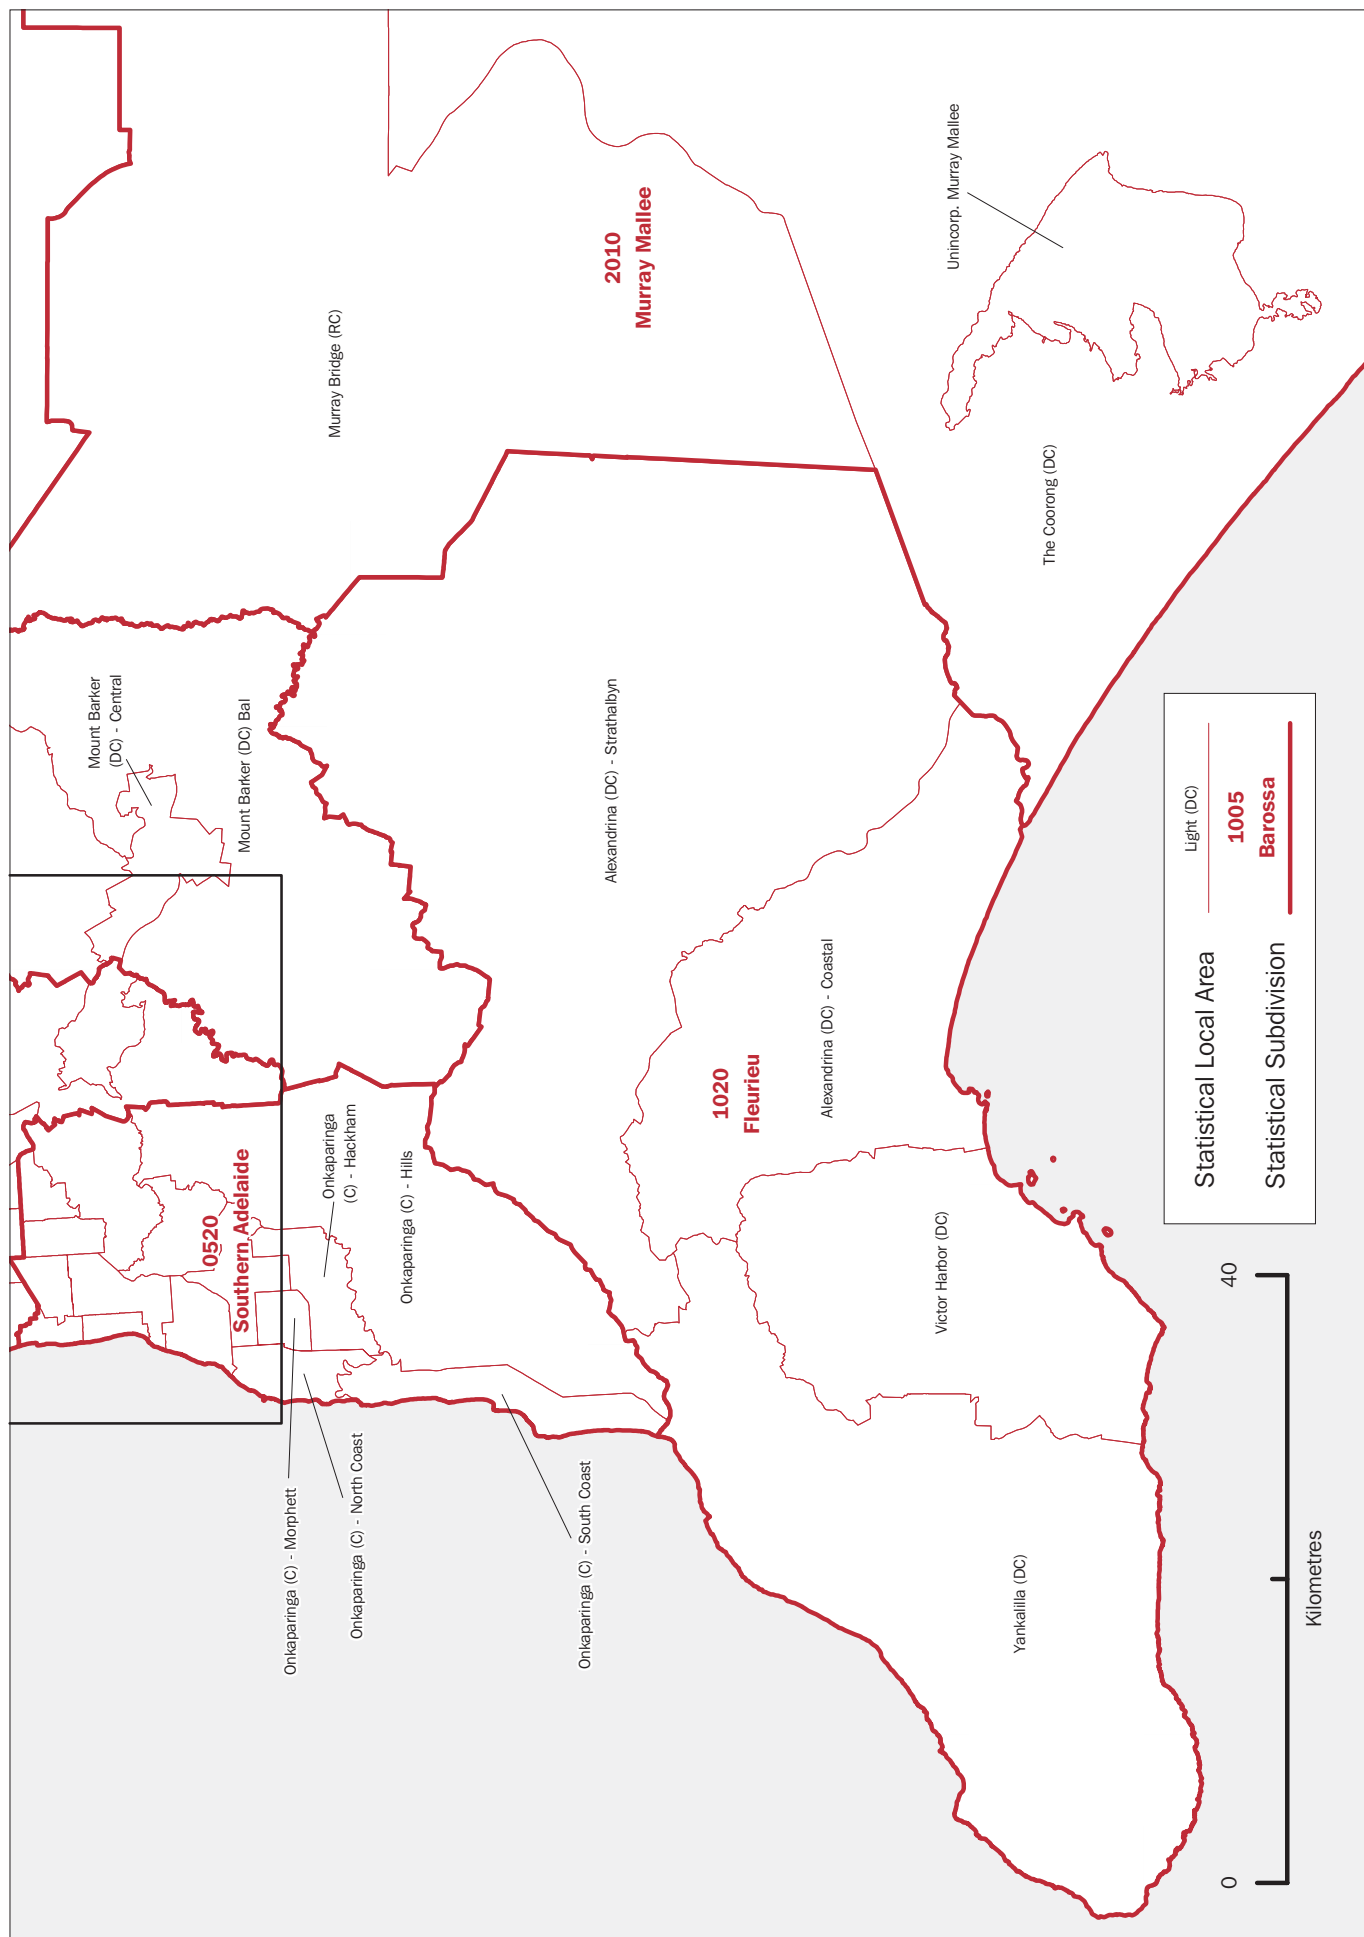 Mount Barker
(DC) - Central
Mount Barker (DC) Bal
Murray Bridge (RC)
2010
Murray Mallee
Unincorp. Murray Mallee
The Coorong (DC)
Alexandrina (DC) - Strathalbyn
0520
Southern Adelaide
Onkaparinga
(C) - Hackham
Onkaparinga (C) - Hills
1020
Fleurieu
Alexandrina (DC) - Coastal
Victor Harbor (DC)
Onkaparinga (C) - Morphett
Onkaparinga (C) - North Coast
Onkaparinga (C) - South Coast
Yankalilla (DC)
Statistical Local Area
Light (DC)
Statistical Subdivision
1005
Barossa
0
40
Kilometres